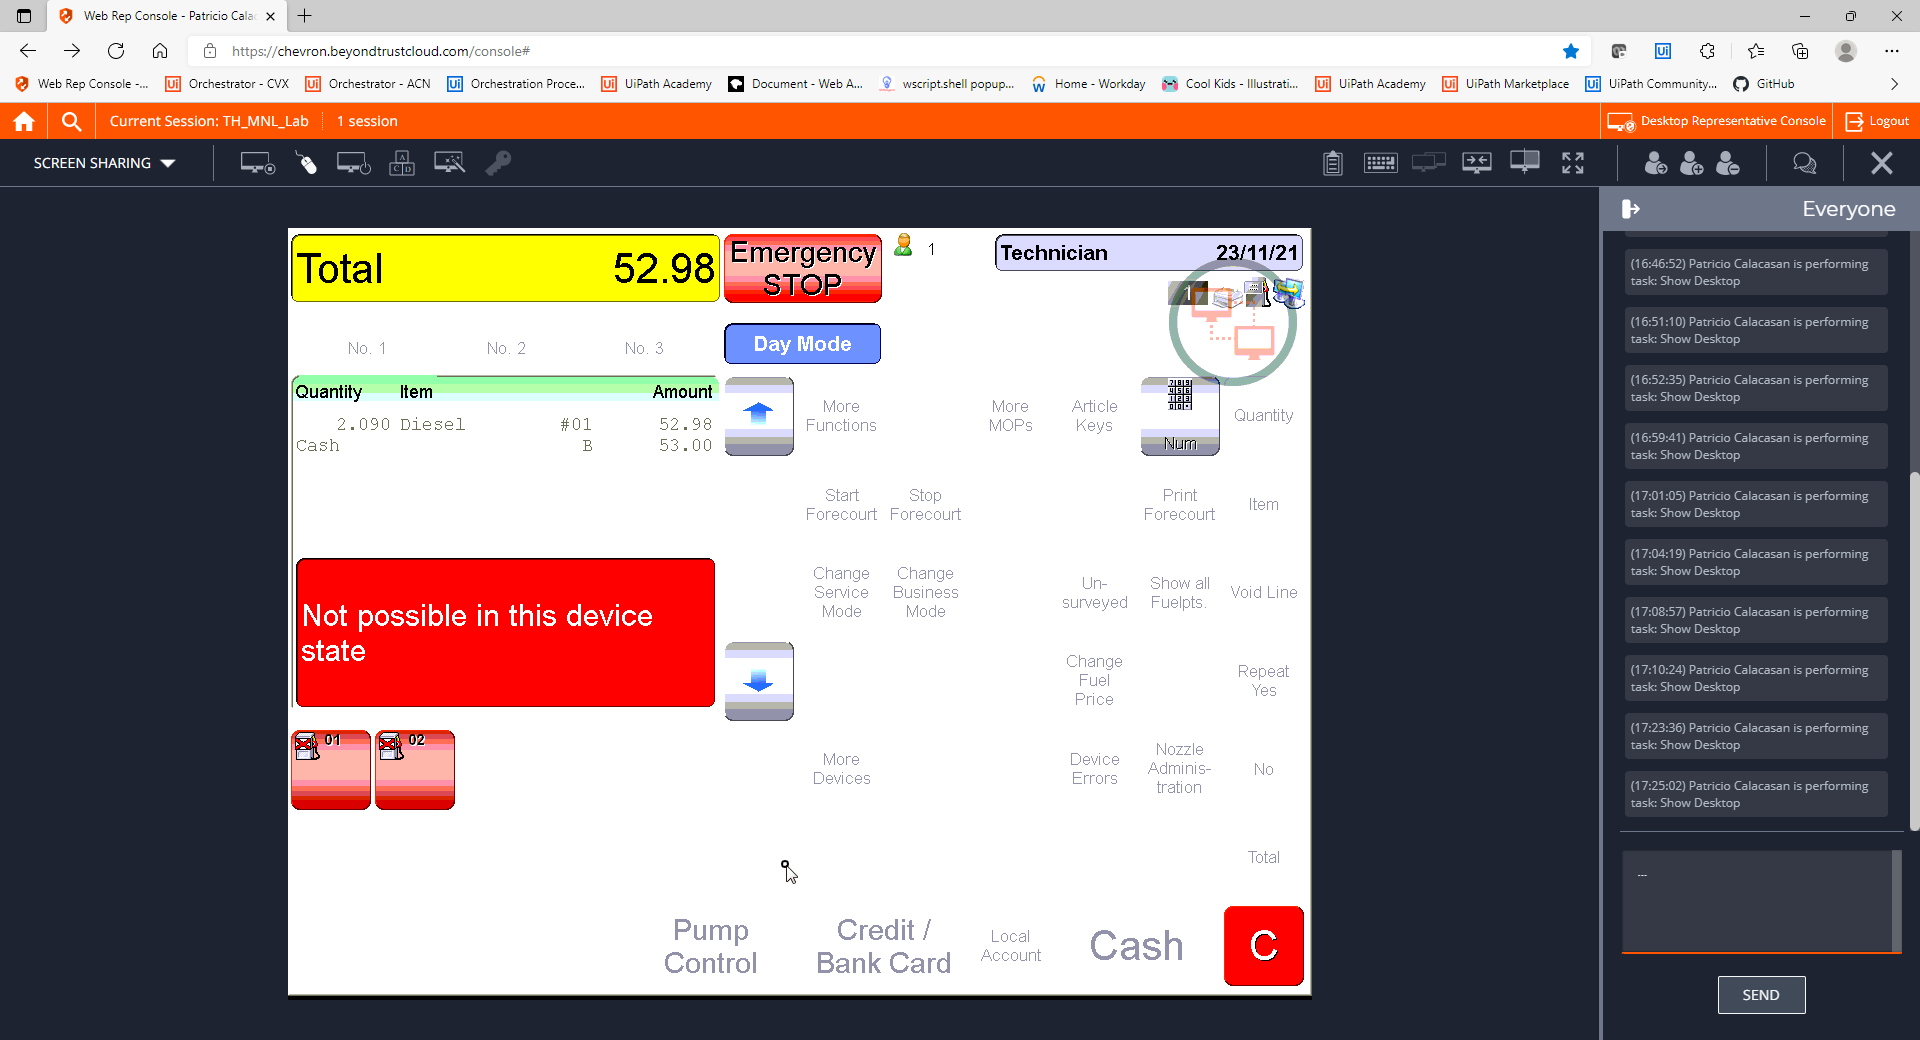 Web Rep Console - Patricio Cala
https://chevron.beyondtrustcloud.com/console#
Web Rep Console -... Orchestrator - CVX Orchestrator - ACN Orchestration Proce... UiPath Academy Document - Web A... wscript.shell popup... Home - Workday Cool Kids - Illustrati... UiPath Academy UiPath Marketplace UiPath Community... GitHub
Current Session: TH_MNL_Lab 1 session Desktop Representative Console Logout
SCREEN SHARING
Everyone
Total 52.98
Emergency
STOP
1
Technician 23/11/21
1
No. 1 No. 2 No. 3
Day Mode
Quantity Item Amount
2.090 Diesel #01 52.98
Cash B 53.00
More
Functions
More
MOPs
Article
Keys
Num
Quantity
Start
Forecourt
Stop
Forecourt
Print
Forecourt
Item
Not possible in this device
state
Change
Service
Mode
Change
Business
Mode
Un-
surveyed
Show all
Fuelpts.
Void Line
Change
Fuel
Price
Repeat
Yes
01 02
More
Devices
Device
Errors
Nozzle
Adminis-
tration
No
Total
Pump
Control
Credit /
Bank Card
Local
Account
Cash
C
(16:46:52) Patricio Calacasan is performing
task: Show Desktop
(16:51:10) Patricio Calacasan is performing
task: Show Desktop
(16:52:35) Patricio Calacasan is performing
task: Show Desktop
(16:59:41) Patricio Calacasan is performing
task: Show Desktop
(17:01:05) Patricio Calacasan is performing
task: Show Desktop
(17:04:19) Patricio Calacasan is performing
task: Show Desktop
(17:08:57) Patricio Calacasan is performing
task: Show Desktop
(17:10:24) Patricio Calacasan is performing
task: Show Desktop
(17:23:36) Patricio Calacasan is performing
task: Show Desktop
(17:25:02) Patricio Calacasan is performing
task: Show Desktop
...
SEND